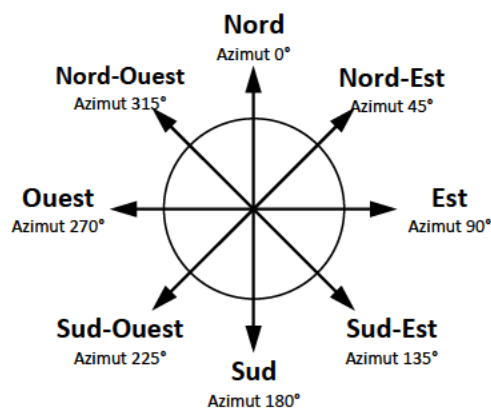 Nord
Azimut 0°
Nord-Ouest
Azimut 315°
Nord-Est
Azimut 45°
Ouest
Azimut 270°
Est
Azimut 90°
Sud-Ouest
Azimut 225°
Sud-Est
Azimut 135°
Sud
Azimut 180°